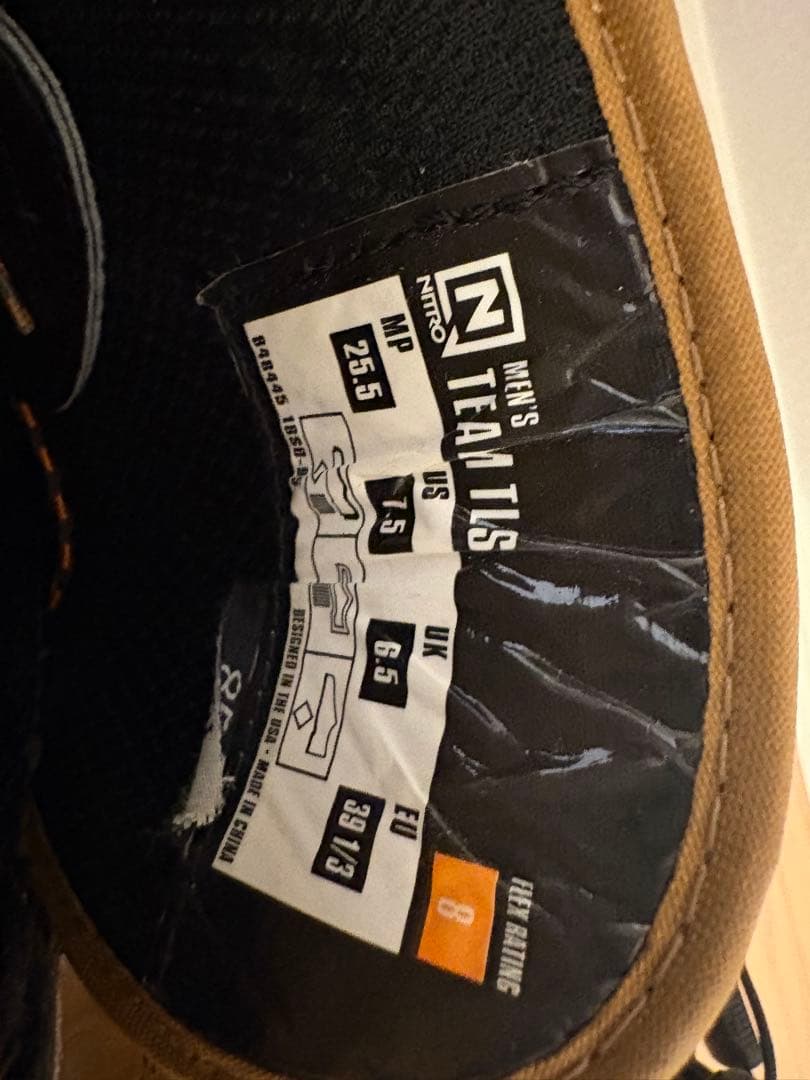 N
NITRO
MEN'S
TEAM TLS
MP US UK EU
25.5 7.5 6.5 39 1/3
848445
DESIGNED IN THE USA - MADE IN CHINA
FLEX RATING
8